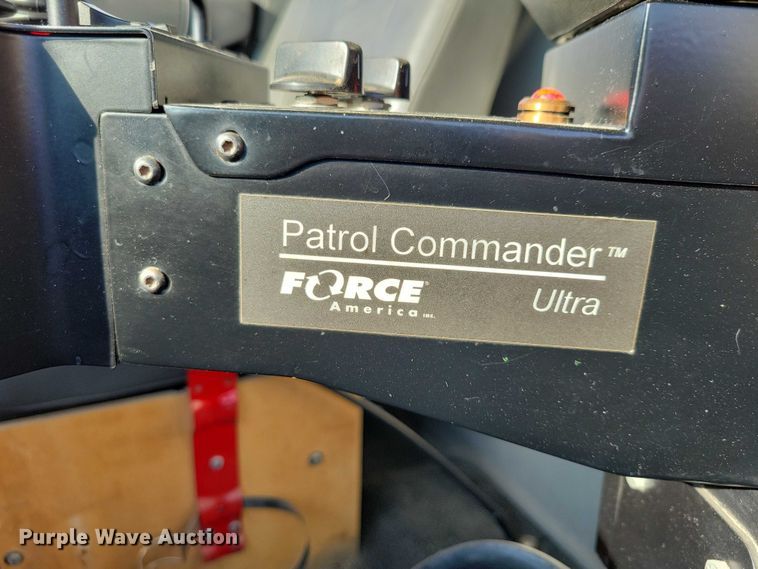 Patrol Commander™
FORCE®
America INC.
Ultra
Purple Wave Auction